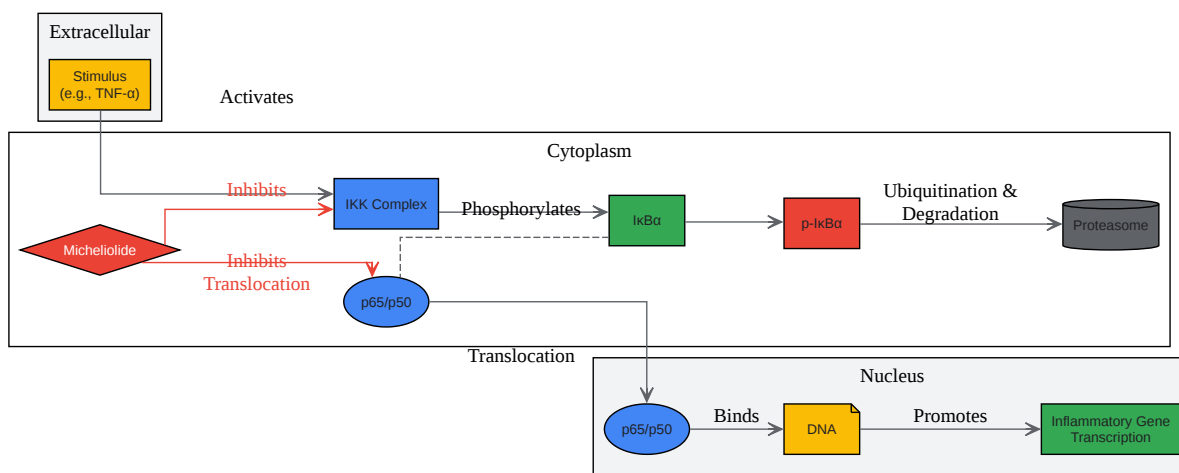 Extracellular
Stimulus
(e.g., TNF-α)
Activates
Cytoplasm
Inhibits
IKK Complex
Phosphorylates
IκBα
p-IκBα
Ubiquitination &
Degradation
Proteasome
Micheliolide
Inhibits
Translocation
p65/p50
Translocation
Nucleus
p65/p50
Binds
DNA
Promotes
Inflammatory Gene
Transcription